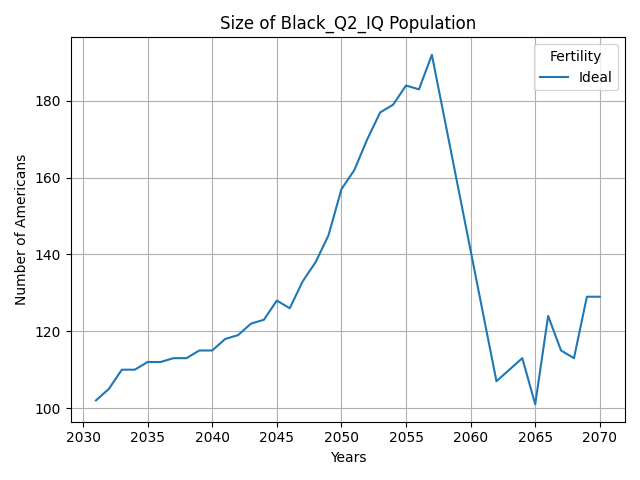 Size of Black_Q2_IQ Population
Fertility
Ideal
Number of Americans
180
160
140
120
100
2030 2035 2040 2045 2050 2055 2060 2065 2070
Years